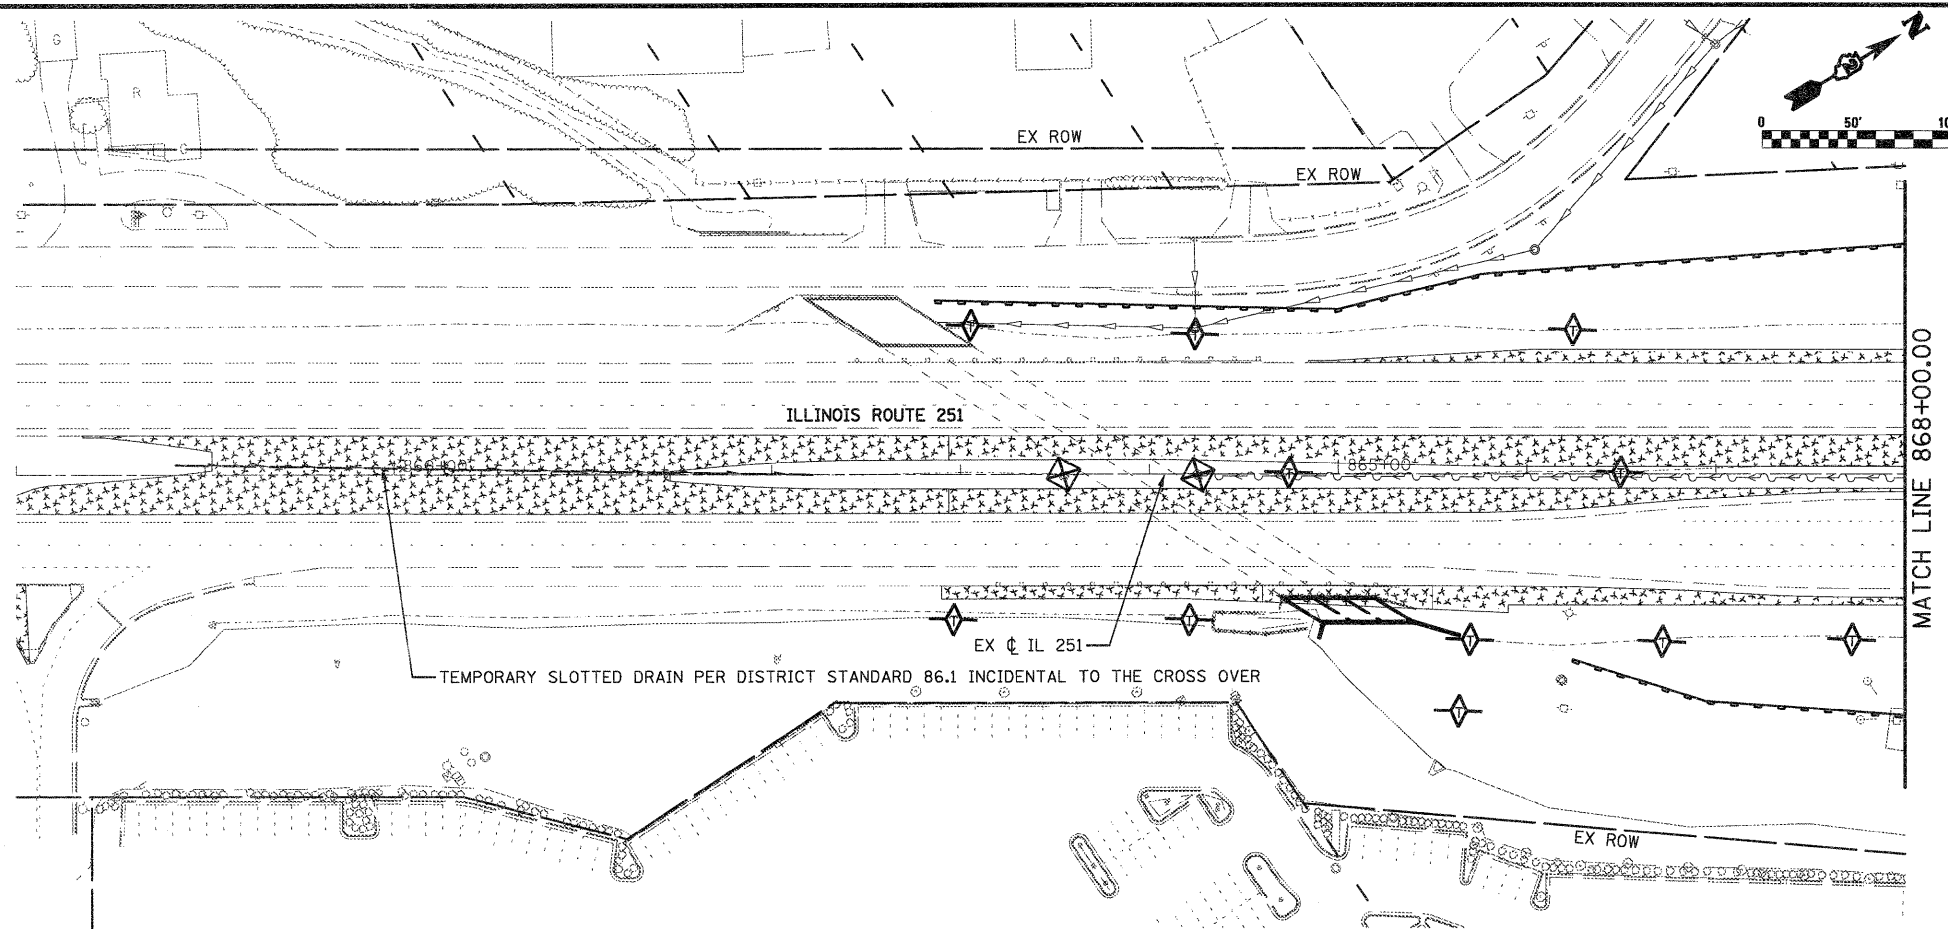 G
R
N
0 50'
EX ROW
EX ROW
ILLINOIS ROUTE 251
865+00
MATCH LINE 868+00.00
EX ℄ IL 251
TEMPORARY SLOTTED DRAIN PER DISTRICT STANDARD 86.1 INCIDENTAL TO THE CROSS OVER
EX ROW
T
T
T
T
T
T
T
T
T
T
T